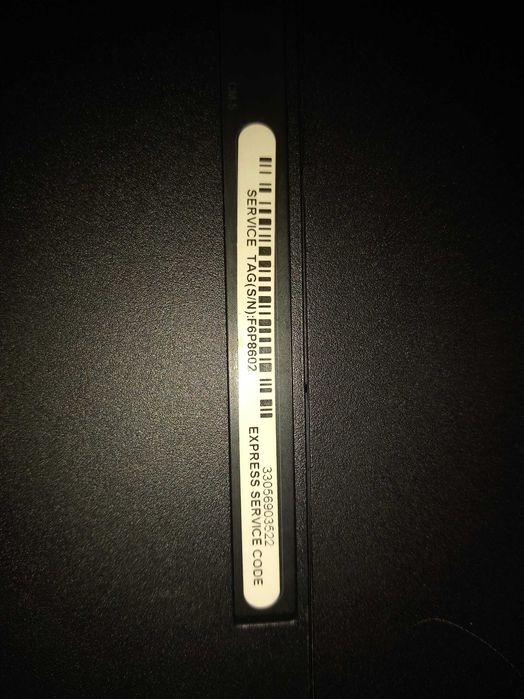 SERVICE TAG(S/N):F6P8602
33056903522
EXPRESS SERVICE CODE